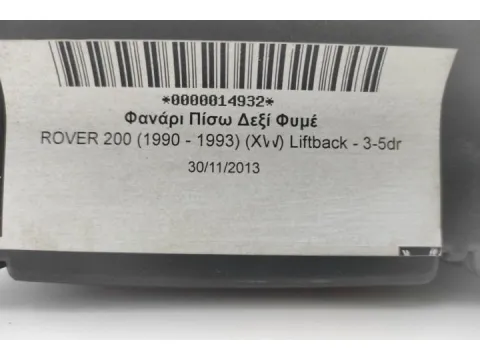 *0000014932*
Φανάρι Πίσω Δεξί Φυμέ
ROVER 200 (1990 - 1993) (XW) Liftback - 3-5dr
30/11/2013